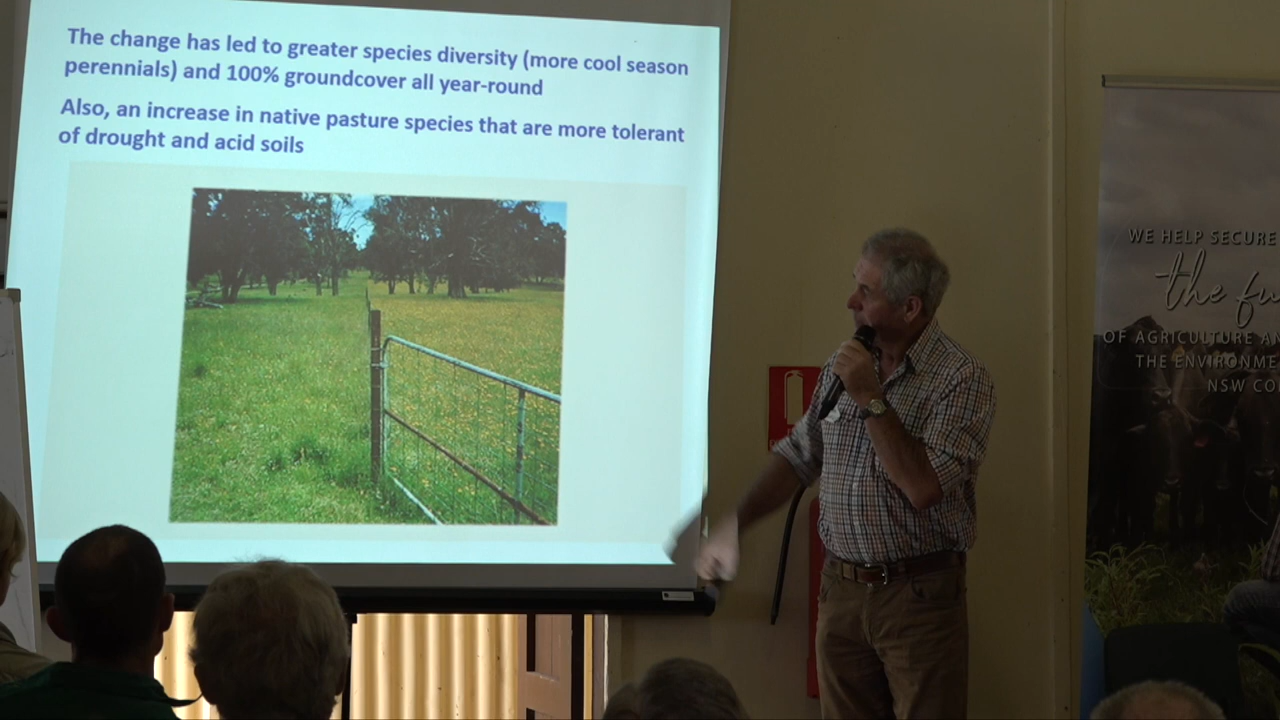 The change has led to greater species diversity (more cool season
perennials) and 100% groundcover all year-round
Also, an increase in native pasture species that are more tolerant
of drought and acid soils
WE HELP SECURE
the fu
OF AGRICULTURE AN
THE ENVIRONME
NSW CO